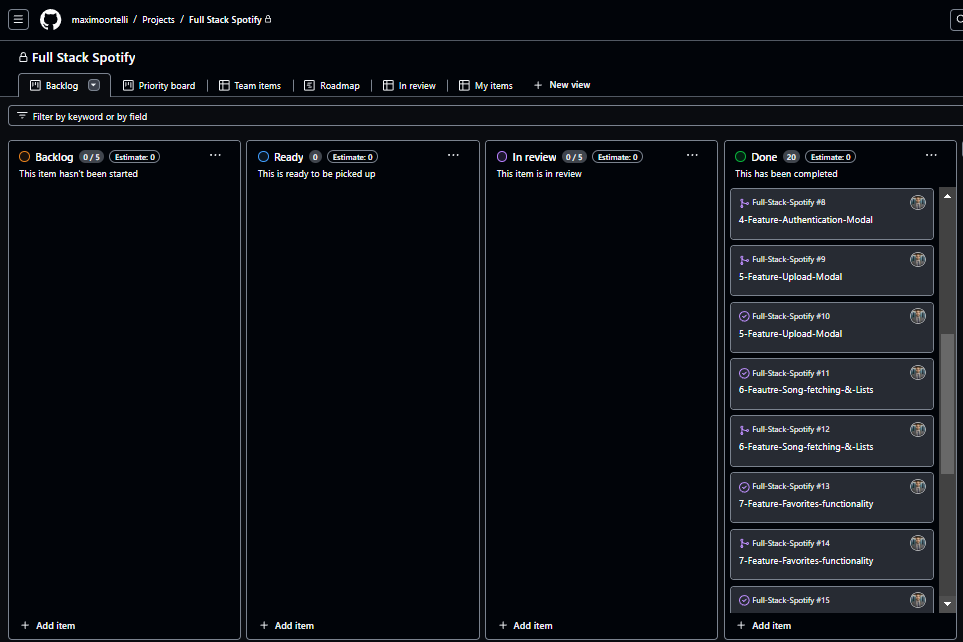 maximoortelli / Projects / Full Stack Spotify
Full Stack Spotify
Backlog Priority board Team items Roadmap In review My items + New view
Filter by keyword or by field
Backlog 0 / 5 Estimate: 0 ...
This item hasn't been started
+ Add item
Ready 0 Estimate: 0 ...
This is ready to be picked up
+ Add item
In review 0 / 5 Estimate: 0 ...
This item is in review
+ Add item
Done 20 Estimate: 0 ...
This has been completed
Full-Stack-Spotify #8
4-Feature-Authentication-Modal
Full-Stack-Spotify #9
5-Feature-Upload-Modal
Full-Stack-Spotify #10
5-Feature-Upload-Modal
Full-Stack-Spotify #11
6-Feautre-Song-fetching-&-Lists
Full-Stack-Spotify #12
6-Feature-Song-fetching-&-Lists
Full-Stack-Spotify #13
7-Feature-Favorites-functionality
Full-Stack-Spotify #14
7-Feature-Favorites-functionality
Full-Stack-Spotify #15
+ Add item